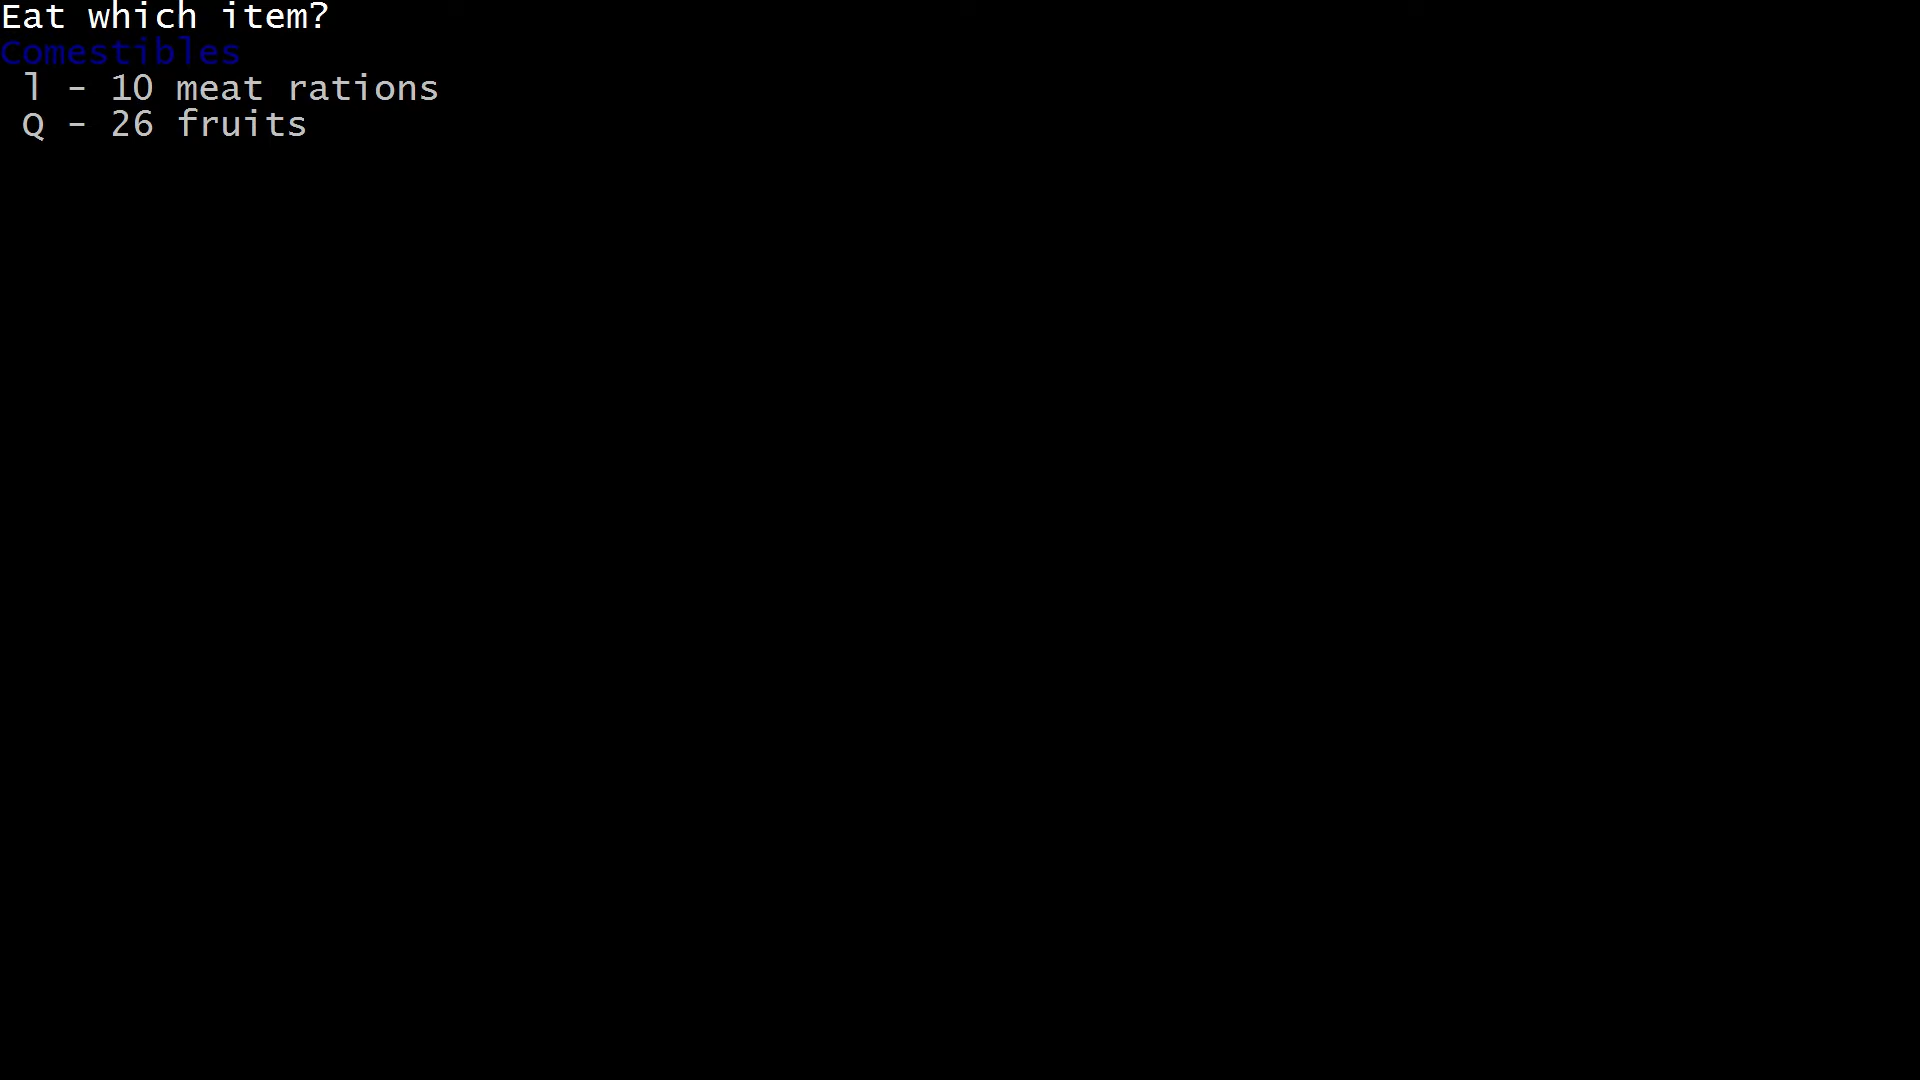 Eat which item?
Comestibles
l - 10 meat rations
Q - 26 fruits